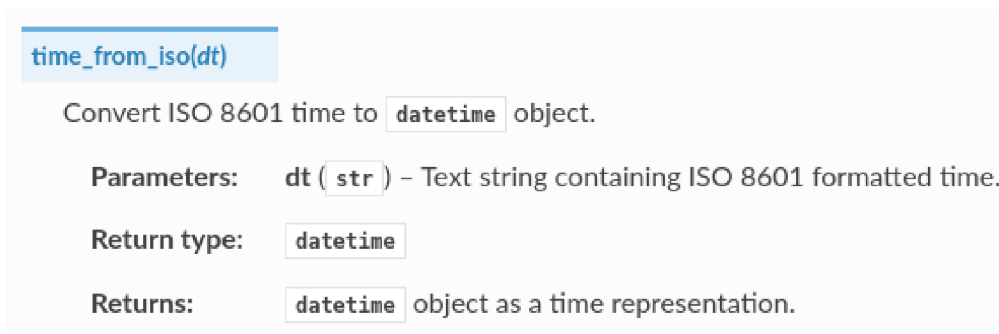 time_from_iso(dt)
Convert ISO 8601 time to datetime object.
Parameters: dt ( str ) – Text string containing ISO 8601 formatted time.
Return type: datetime
Returns: datetime object as a time representation.